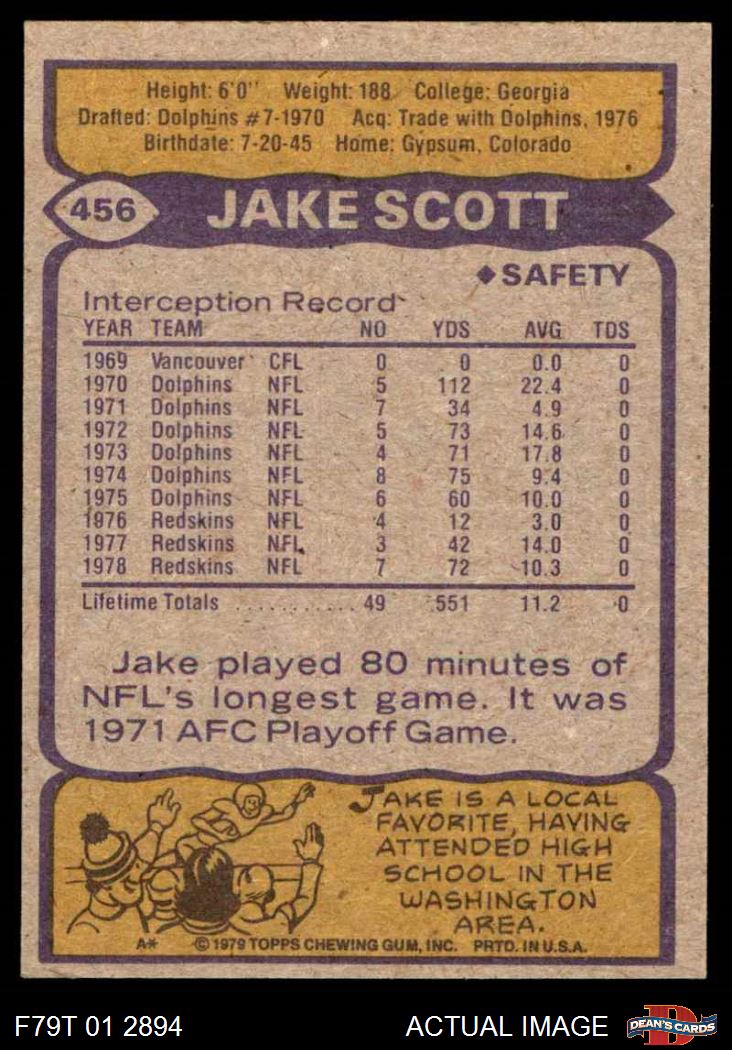 Height: 6'0" Weight: 188 College: Georgia
Drafted: Dolphins #7-1970 Acq: Trade with Dolphins, 1976
Birthdate: 7-20-45 Home: Gypsum, Colorado
456 JAKE SCOTT
◆SAFETY
Interception Record
YEAR TEAM NO YDS AVG TDS
1969 Vancouver CFL 0 0 0.0 0
1970 Dolphins NFL 5 112 22.4 0
1971 Dolphins NFL 7 34 4.9 0
1972 Dolphins NFL 5 73 14.6 0
1973 Dolphins NFL 4 71 17.8 0
1974 Dolphins NFL 8 75 9.4 0
1975 Dolphins NFL 6 60 10.0 0
1976 Redskins NFL 4 12 3.0 0
1977 Redskins NFL 3 42 14.0 0
1978 Redskins NFL 7 72 10.3 0
Lifetime Totals ........... 49 551 11.2 0
Jake played 80 minutes of
NFL's longest game. It was
1971 AFC Playoff Game.
JAKE IS A LOCAL
FAVORITE, HAVING
ATTENDED HIGH
SCHOOL IN THE
WASHINGTON
AREA.
A* © 1979 TOPPS CHEWING GUM, INC. PRTD. IN U.S.A.
F79T 01 2894 ACTUAL IMAGE D DEAN'S CARDS